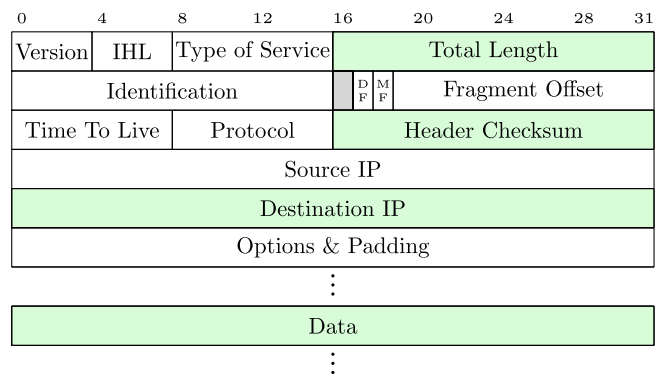 0 4 8 12 16 20 24 28 31
Version IHL Type of Service Total Length
Identification D F M F Fragment Offset
Time To Live Protocol Header Checksum
Source IP
Destination IP
Options & Padding
Data